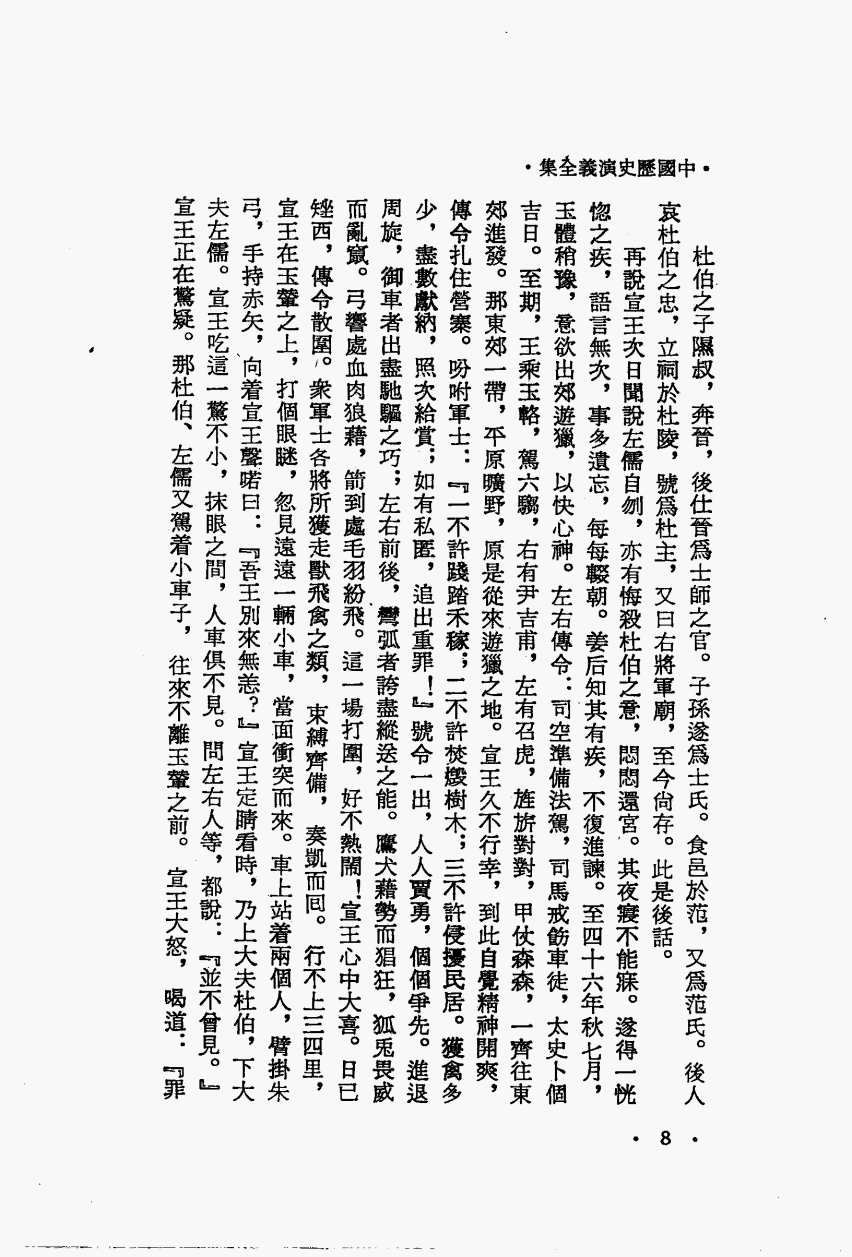 •中國歷史演義全集•
杜伯之子隰叔，奔晉，後仕晉爲士師之官。子孫遂爲士氏。食邑於范，又爲范氏。後人
哀杜伯之忠，立祠於杜陵，號爲杜主，又曰右將軍廟，至今尚存。此是後話。
再說宣王次日聞說左儒自刎，亦有悔殺杜伯之意，悶悶還宮。其夜寢不能寐。遂得一恍
惚之疾，語言無次，事多遺忘，每每輟朝。姜后知其有疾，不復進諫。至四十六年秋七月，
玉體稍豫，意欲出郊遊獵，以快心神。左右傳令：司空準備法駕，司馬戒飭車徒，太史卜個
吉日。至期，王乘玉輅，駕六騶，右有尹吉甫，左有召虎，旌旂對對，甲仗森森，一齊往東
郊進發。那東郊一帶，平原曠野，原是從來遊獵之地。宣王久不行幸，到此自覺精神開爽，
傳令扎住營寨。吩咐軍士：『一不許踐踏禾稼；二不許焚燬樹木；三不許侵擾民居。獲禽多
少，盡數獻納，照次給賞；如有私匿，追出重罪！』號令一出，人人賈勇，個個爭先。進退
周旋，御車者出盡馳驅之巧；左右前後，彎弧者誇盡縱送之能。鷹犬藉勢而猖狂，狐兎畏威
而亂竄。弓響處血肉狼藉，箭到處毛羽紛飛。這一場打圍，好不熱鬧！宣王心中大喜。日已
矬西，傳令散圍。衆軍士各將所獲走獸飛禽之類，束縛齊備，奏凱而囘。行不上三四里，
宣王在玉輦之上，打個眼瞇，忽見遠遠一輛小車，當面衝突而來。車上站着兩個人，臂掛朱
弓，手持赤矢，向着宣王聲喏曰：『吾王別來無恙？』宣王定睛看時，乃上大夫杜伯，下大
夫左儒。宣王吃這一驚不小，抹眼之間，人車俱不見。問左右人等，都說：『並不曾見。』
宣王正在驚疑。那杜伯、左儒又駕着小車子，往來不離玉輦之前。宣王大怒，喝道：『罪
• 8 •